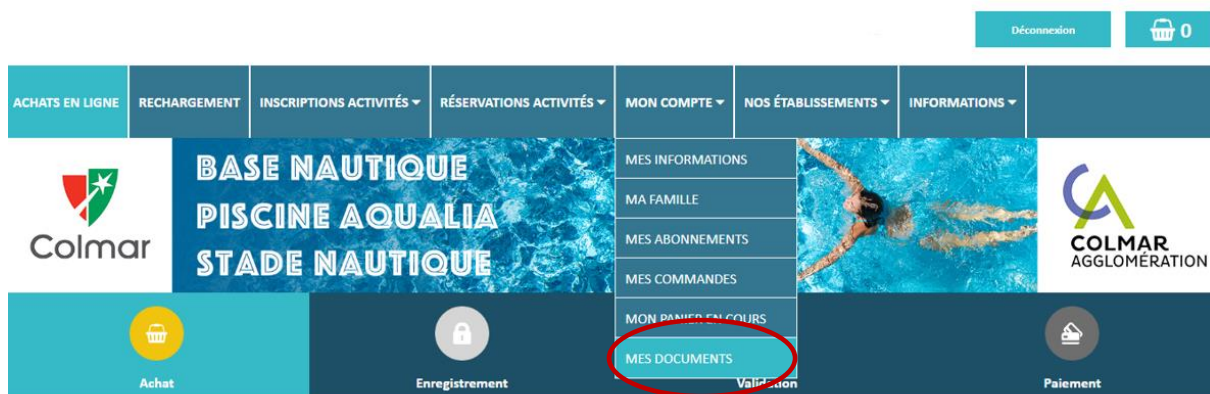 Déconnexion
0
ACHATS EN LIGNE
RECHARGEMENT
INSCRIPTIONS ACTIVITÉS
RÉSERVATIONS ACTIVITÉS
MON COMPTE
NOS ÉTABLISSEMENTS
INFORMATIONS
MES INFORMATIONS
MA FAMILLE
MES ABONNEMENTS
MES COMMANDES
MON PANIER EN COURS
MES DOCUMENTS
Colmar
BASE NAUTIQUE
PISCINE AQUALIA
STADE NAUTIQUE
COLMAR
AGGLOMÉRATION
Achat
Enregistrement
Validation
Paiement